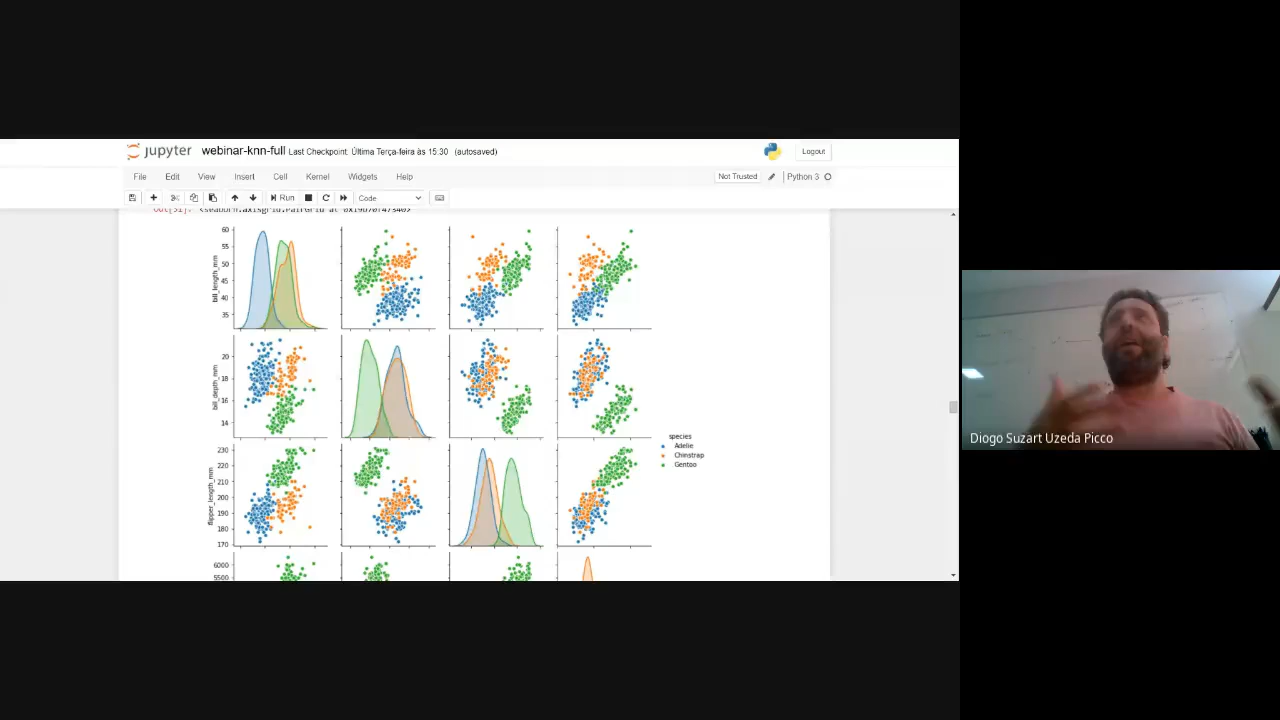 jupyter webinar-knn-full Last Checkpoint: Última Terça-feira às 15:30 (autosaved)
Logout
File Edit View Insert Cell Kernel Widgets Help
Not Trusted Python 3
Run Code
60
55
50
45
40
35
bill_length_mm
20
18
16
14
bill_depth_mm
species
Adelie
Chinstrap
Gentoo
230
220
210
200
190
180
170
flipper_length_mm
6000
5500
Diogo Suzart Uzeda Picco